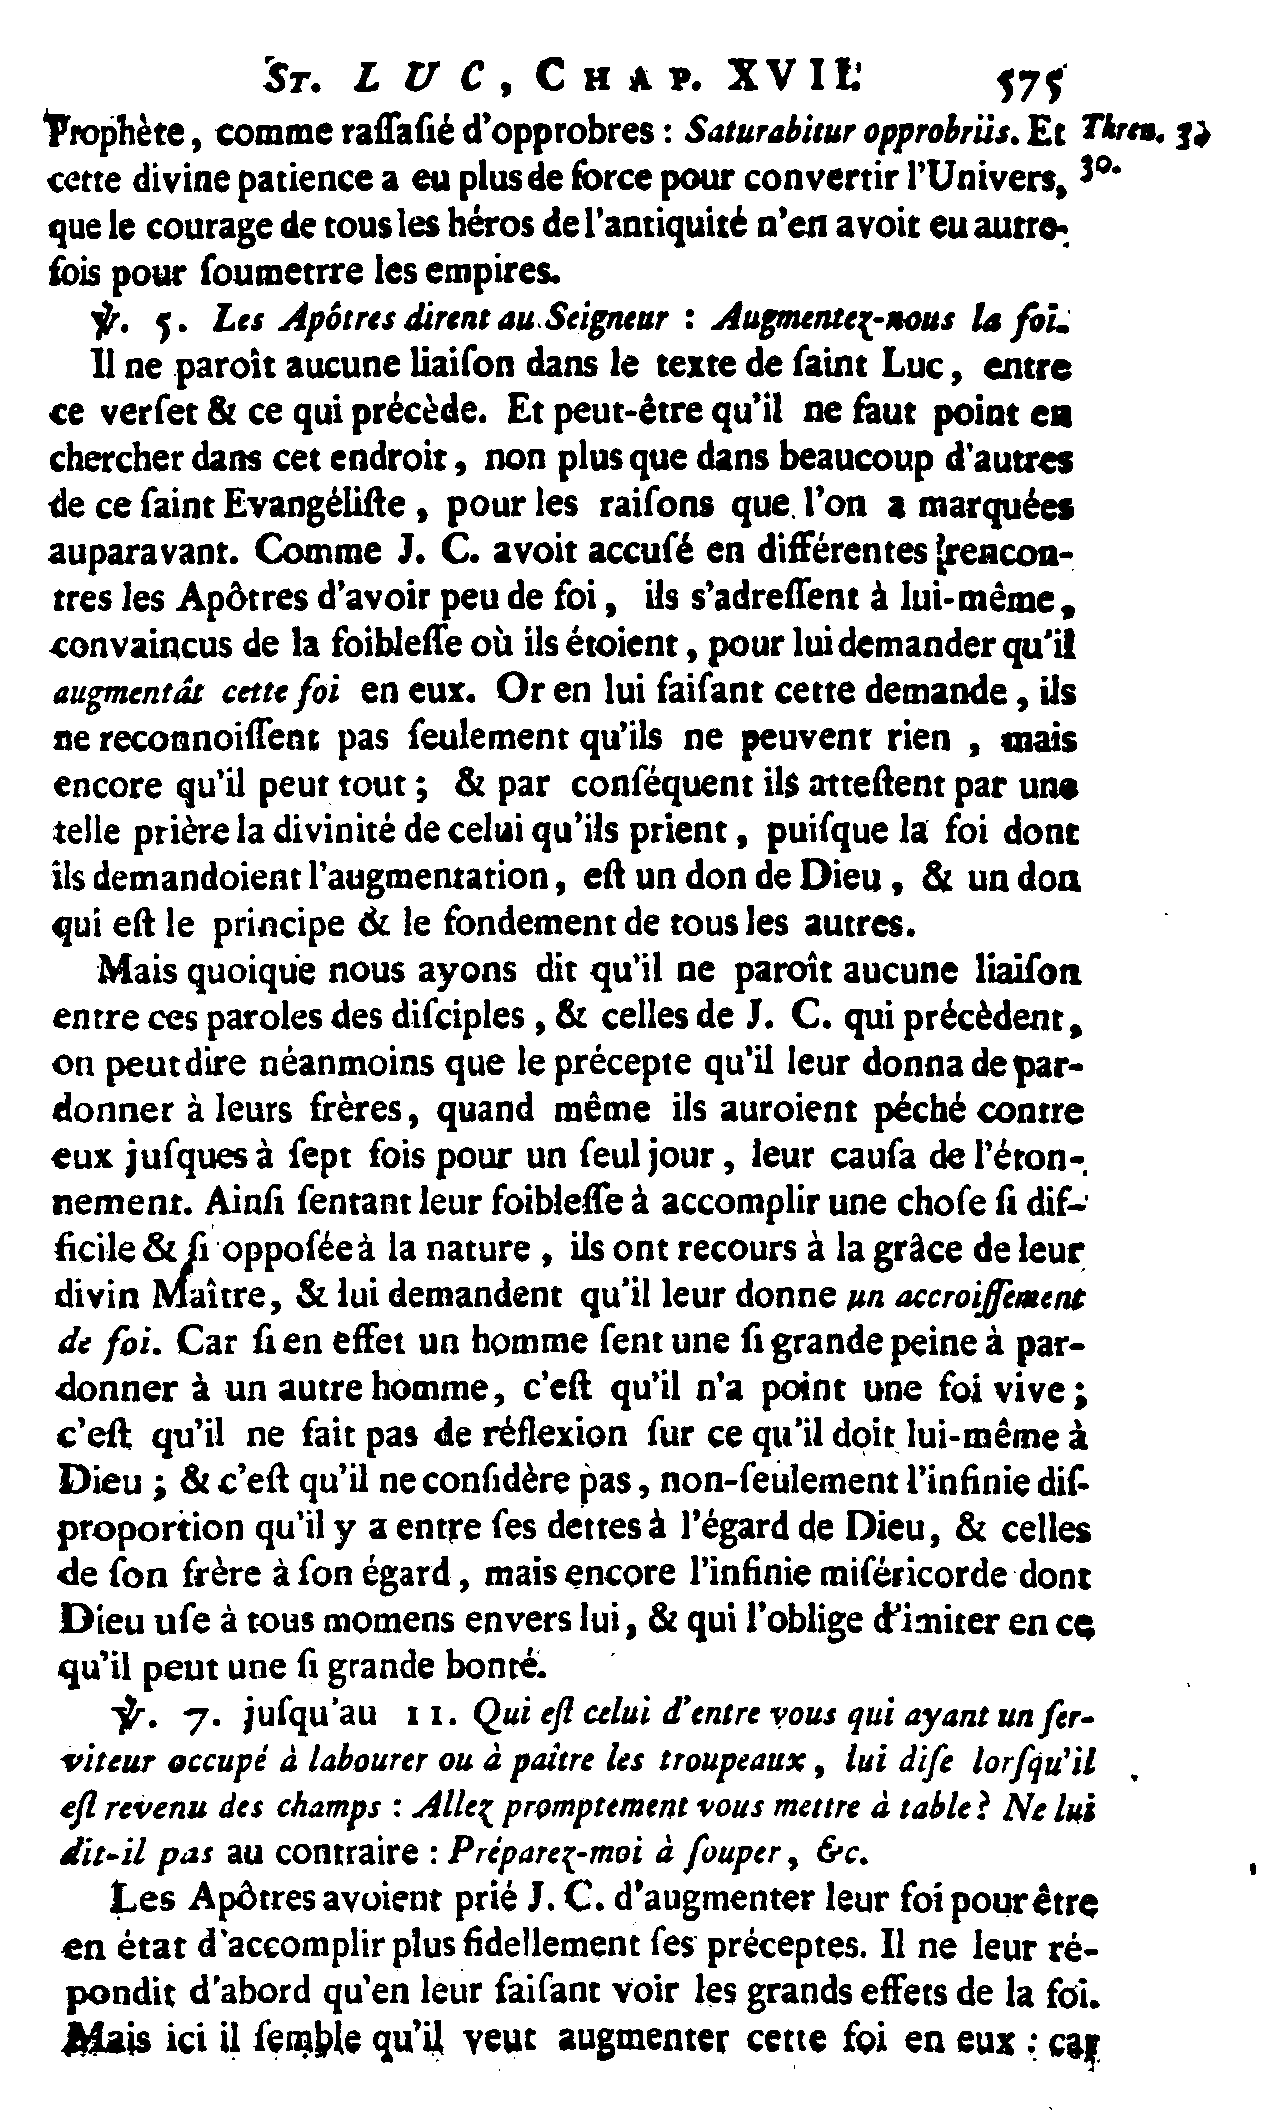 ST. LUC, CHAP. XVII. 575
Prophète, comme raſſaſié d'opprobres : Saturabitur opprobriis. Et Thren. 3.
cette divine patience a eu plus de force pour convertir l'Univers, 30.
que le courage de tous les héros de l'antiquité n'en avoit eu autre-
fois pour ſoumetrre les empires.
℣. 5. Les Apôtres dirent au Seigneur : Augmentez-nous la foi.
Il ne paroît aucune liaiſon dans le texte de ſaint Luc, entre
ce verſet & ce qui précède. Et peut-être qu'il ne faut point en
chercher dans cet endroit, non plus que dans beaucoup d'autres
de ce ſaint Evangéliſte, pour les raiſons que l'on a marquées
auparavant. Comme J. C. avoit accuſé en différentes rencon-
tres les Apôtres d'avoir peu de foi, ils s'adreſſent à lui-même,
convaincus de la foibleſſe où ils étoient, pour lui demander qu'il
augmentât cette foi en eux. Or en lui faiſant cette demande, ils
ne reconnoiſſent pas ſeulement qu'ils ne peuvent rien, mais
encore qu'il peut tout ; & par conſéquent ils atteſtent par une
telle prière la divinité de celui qu'ils prient, puiſque la foi dont
ils demandoient l'augmentation, eſt un don de Dieu, & un don
qui eſt le principe & le fondement de tous les autres.
Mais quoique nous ayons dit qu'il ne paroît aucune liaiſon
entre ces paroles des diſciples, & celles de J. C. qui précèdent,
on peut dire néanmoins que le précepte qu'il leur donna de par-
donner à leurs frères, quand même ils auroient péché contre
eux juſques à ſept fois pour un ſeul jour, leur cauſa de l'éton-
nement. Ainſi ſentant leur foibleſſe à accomplir une choſe ſi dif-
ficile & ſi oppoſée à la nature, ils ont recours à la grâce de leur
divin Maître, & lui demandent qu'il leur donne un accroiſſement
de foi. Car ſi en effet un homme ſent une ſi grande peine à par-
donner à un autre homme, c'eſt qu'il n'a point une foi vive ;
c'eſt qu'il ne fait pas de réflexion ſur ce qu'il doit lui-même à
Dieu ; & c'eſt qu'il ne conſidère pas, non-ſeulement l'infinie diſ-
proportion qu'il y a entre ſes dettes à l'égard de Dieu, & celles
de ſon frère à ſon égard, mais encore l'infinie miſéricorde dont
Dieu uſe à tous momens envers lui, & qui l'oblige d'imiter en ce
qu'il peut une ſi grande bonté.
℣. 7. juſqu'au 11. Qui eſt celui d'entre vous qui ayant un ſer-
viteur occupé à labourer ou à paître les troupeaux, lui diſe lorſqu'il
eſt revenu des champs : Allez promptement vous mettre à table ? Ne lui
dit-il pas au contraire : Préparez-moi à ſouper, &c.
Les Apôtres avoient prié J. C. d'augmenter leur foi pour être
en état d'accomplir plus fidellement ſes préceptes. Il ne leur ré-
pondit d'abord qu'en leur faiſant voir les grands effets de la foi.
Mais ici il ſemble qu'il veut augmenter cette foi en eux : car